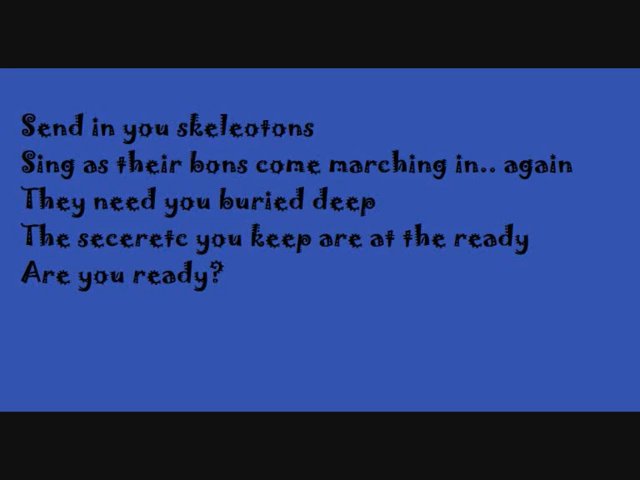 Send in you skeleotons
Sing as their bons come marching in.. again
They need you buried deep
The seceretc you keep are at the ready
Are you ready?